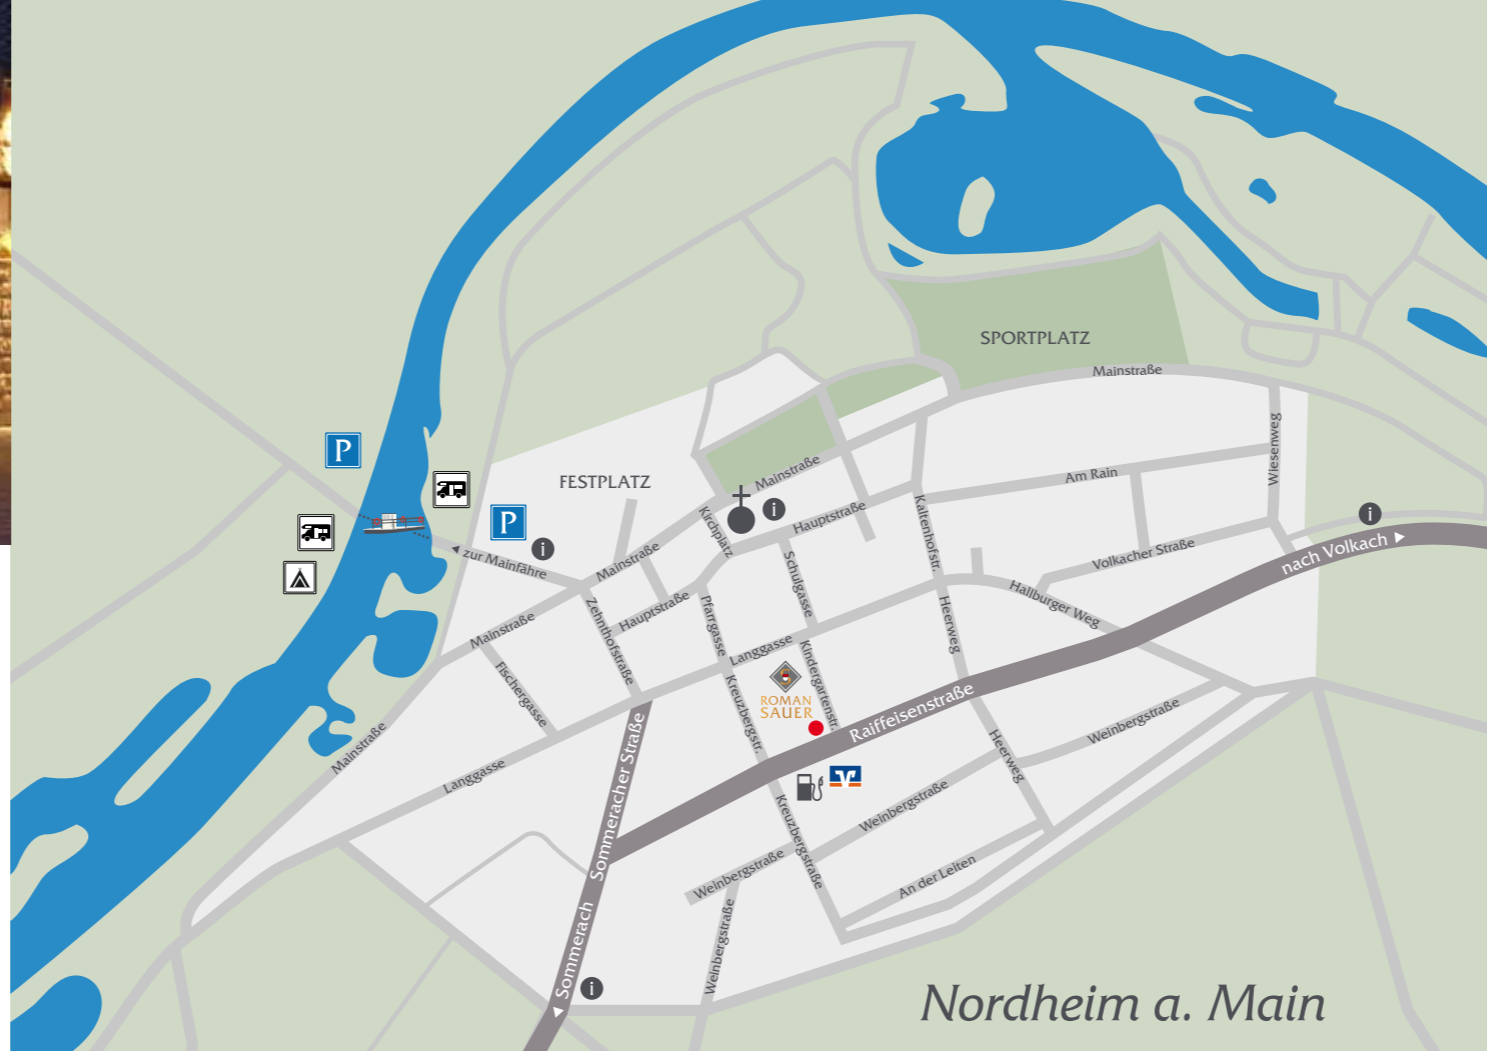 SPORTPLATZ
Mainstraße
Wiesenweg
FESTPLATZ
Mainstraße
Am Rain
P
P
i
i
i
Kirchplatz
Hauptstraße
Kaltenhofstr.
◄ zur Mainfähre
Mainstraße
Schulgasse
Volkacher Straße
nach Volkach ►
Zehnthofstraße
Hauptstraße
Pfarrgasse
Heerweg
Hallburger Weg
Mainstraße
Fischergasse
Langgasse
Kindergartenstr.
ROMAN
SAUER
Kreuzbergstr.
Raiffeisenstraße
Weinbergstraße
Mainstraße
Langgasse
Sommeracher Straße
Heerweg
Kreuzbergstraße
Weinbergstraße
Weinbergstraße
An der Leiten
Weinbergstraße
◄ Sommerach
i
Nordheim a. Main